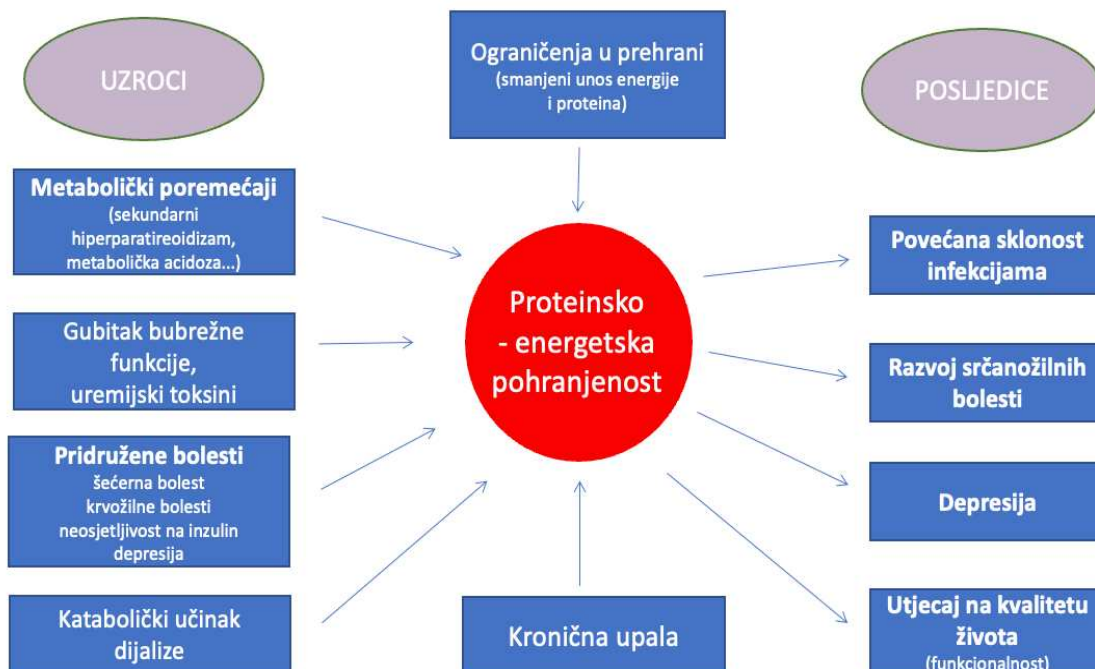 UZROCI
Ograničenja u prehrani
(smanjeni unos energije
i proteina)
POSLJEDICE
Metabolički poremećaji
(sekundarni
hiperparatireoidizam,
metabolička acidoza...)
Gubitak bubrežne
funkcije,
uremijski toksini
Pridružene bolesti
šećerna bolest
krvožilne bolesti
neosjetljivost na inzulin
depresija
Katabolički učinak
dijalize
Proteinsko
- energetska
pohranjenost
Kronična upala
Povećana sklonost
infekcijama
Razvoj srčanožilnih
bolesti
Depresija
Utjecaj na kvalitetu
života
(funkcionalnost)